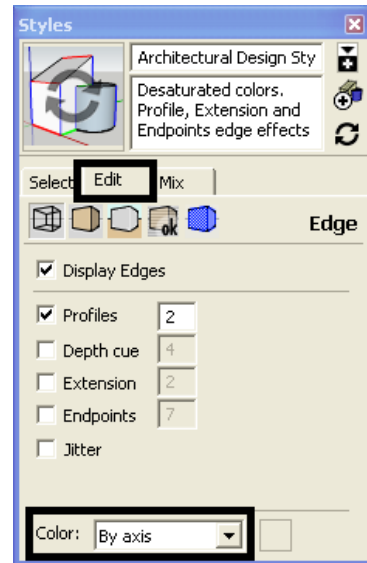 Styles
Architectural Design Sty
Desaturated colors.
Profile, Extension and
Endpoints edge effects
Select Edit Mix
ok
Edge
Display Edges
Profiles 2
Depth cue 4
Extension 2
Endpoints 7
Jitter
Color: By axis